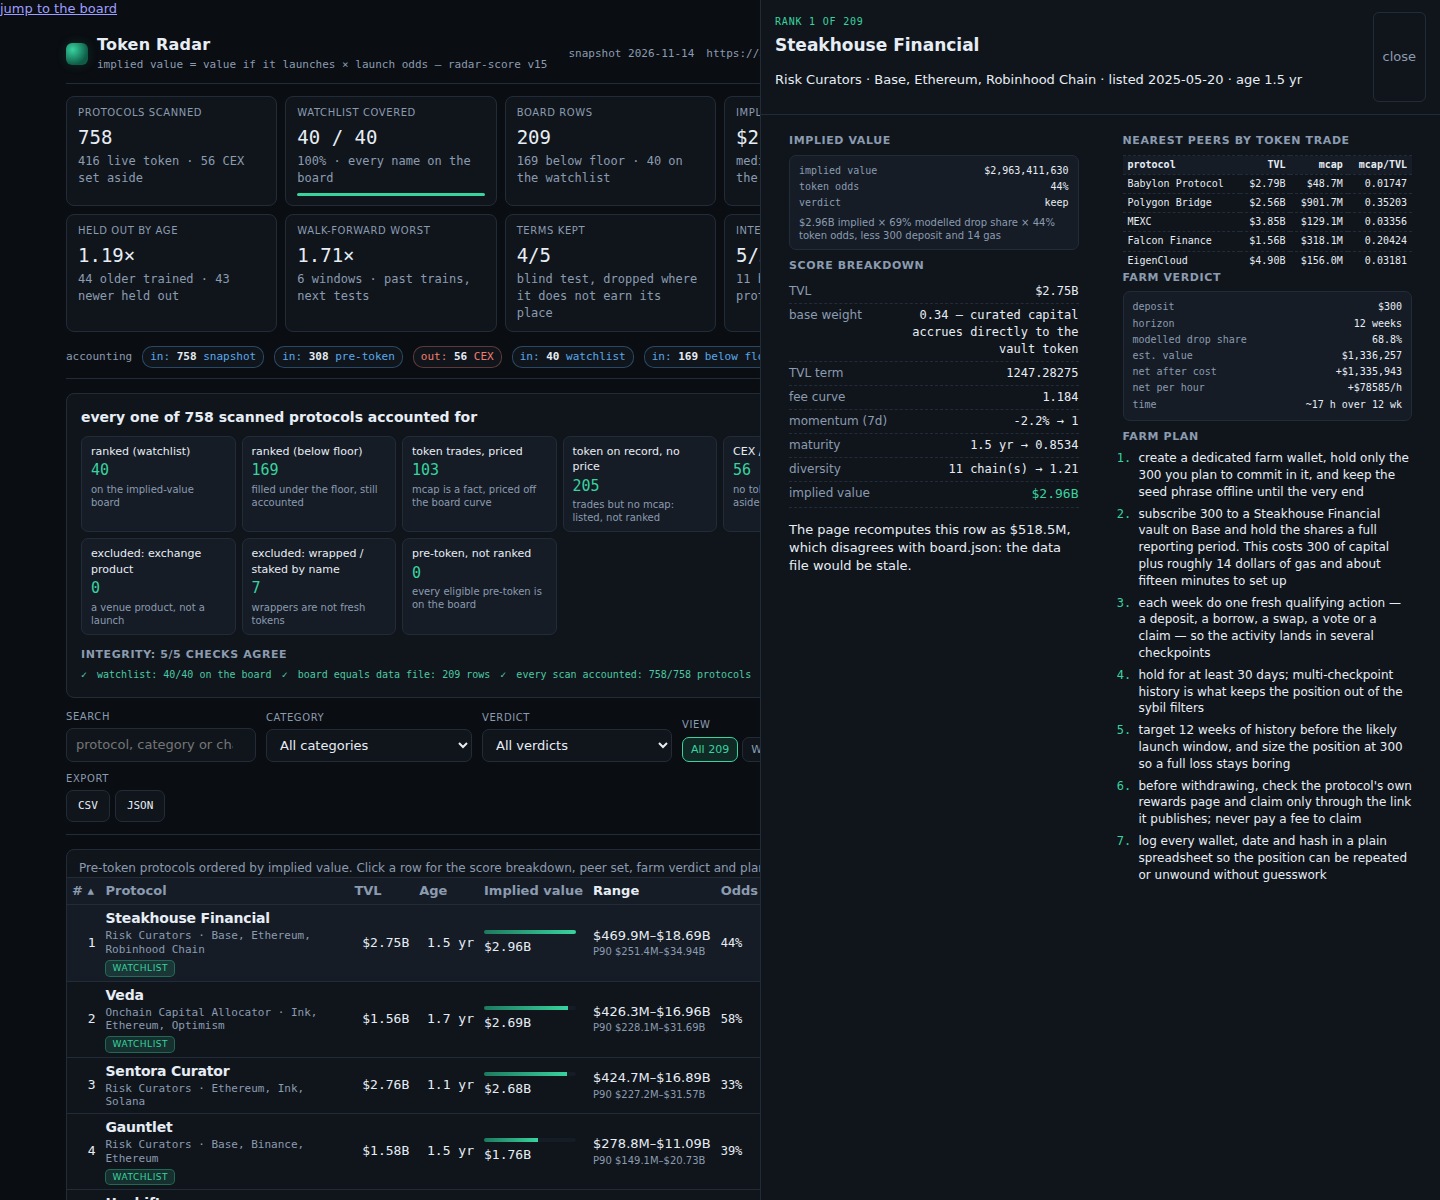 jump to the board
Token Radar
implied value = value if it launches × launch odds — radar-score v15
snapshot 2026-11-14 https://
PROTOCOLS SCANNED
758
416 live token · 56 CEX
set aside
WATCHLIST COVERED
40 / 40
100% · every name on the
board
BOARD ROWS
209
169 below floor · 40 on
the watchlist
HELD OUT BY AGE
1.19×
44 older trained · 43
newer held out
WALK-FORWARD WORST
1.71×
6 windows · past trains,
next tests
TERMS KEPT
4/5
blind test, dropped where
it does not earn its
place
accounting
in: 758 snapshot
in: 308 pre-token
out: 56 CEX
in: 40 watchlist
in: 169 below flo
every one of 758 scanned protocols accounted for
ranked (watchlist)
40
on the implied-value
board
ranked (below floor)
169
filled under the floor, still
accounted
token trades, priced
103
mcap is a fact, priced off
the board curve
token on record, no
price
205
trades but no mcap:
listed, not ranked
CEX
56
no to
aside
excluded: exchange
product
0
a venue product, not a
launch
excluded: wrapped /
staked by name
7
wrappers are not fresh
tokens
pre-token, not ranked
0
every eligible pre-token is
on the board
INTEGRITY: 5/5 CHECKS AGREE
✓ watchlist: 40/40 on the board ✓ board equals data file: 209 rows ✓ every scan accounted: 758/758 protocols
SEARCH
protocol, category or ch
CATEGORY
All categories
VERDICT
All verdicts
VIEW
All 209
W
EXPORT
CSV
JSON
Pre-token protocols ordered by implied value. Click a row for the score breakdown, peer set, farm verdict and pla
# ▴ Protocol TVL Age Implied value Range Odds
1 Steakhouse Financial
Risk Curators · Base, Ethereum,
Robinhood Chain
WATCHLIST
$2.75B 1.5 yr $2.96B $469.9M–$18.69B 44%
P90 $251.4M–$34.94B
2 Veda
Onchain Capital Allocator · Ink,
Ethereum, Optimism
WATCHLIST
$1.56B 1.7 yr $2.69B $426.3M–$16.96B 58%
P90 $228.1M–$31.69B
3 Sentora Curator
Risk Curators · Ethereum, Ink,
Solana
$2.76B 1.1 yr $2.68B $424.7M–$16.89B 33%
P90 $227.2M–$31.57B
4 Gauntlet
Risk Curators · Base, Binance,
Ethereum
WATCHLIST
$1.58B 1.5 yr $1.76B $278.8M–$11.09B 39%
P90 $149.1M–$20.73B
RANK 1 OF 209
Steakhouse Financial
Risk Curators · Base, Ethereum, Robinhood Chain · listed 2025-05-20 · age 1.5 yr
close
IMPLIED VALUE
implied value $2,963,411,630
token odds 44%
verdict keep
$2.96B implied × 69% modelled drop share × 44%
token odds, less 300 deposit and 14 gas
SCORE BREAKDOWN
TVL $2.75B
base weight 0.34 — curated capital
accrues directly to the
vault token
TVL term 1247.28275
fee curve 1.184
momentum (7d) -2.2% → 1
maturity 1.5 yr → 0.8534
diversity 11 chain(s) → 1.21
implied value $2.96B
The page recomputes this row as $518.5M,
which disagrees with board.json: the data
file would be stale.
NEAREST PEERS BY TOKEN TRADE
protocol TVL mcap mcap/TVL
Babylon Protocol $2.79B $48.7M 0.01747
Polygon Bridge $2.56B $901.7M 0.35203
MEXC $3.85B $129.1M 0.03356
Falcon Finance $1.56B $318.1M 0.20424
EigenCloud $4.90B $156.0M 0.03181
FARM VERDICT
deposit $300
horizon 12 weeks
modelled drop share 68.8%
est. value $1,336,257
net after cost +$1,335,943
net per hour +$78585/h
time ~17 h over 12 wk
FARM PLAN
1. create a dedicated farm wallet, hold only the
300 you plan to commit in it, and keep the
seed phrase offline until the very end
2. subscribe 300 to a Steakhouse Financial
vault on Base and hold the shares a full
reporting period. This costs 300 of capital
plus roughly 14 dollars of gas and about
fifteen minutes to set up
3. each week do one fresh qualifying action —
a deposit, a borrow, a swap, a vote or a
claim — so the activity lands in several
checkpoints
4. hold for at least 30 days; multi-checkpoint
history is what keeps the position out of the
sybil filters
5. target 12 weeks of history before the likely
launch window, and size the position at 300
so a full loss stays boring
6. before withdrawing, check the protocol's own
rewards page and claim only through the link
it publishes; never pay a fee to claim
7. log every wallet, date and hash in a plain
spreadsheet so the position can be repeated
or unwound without guesswork